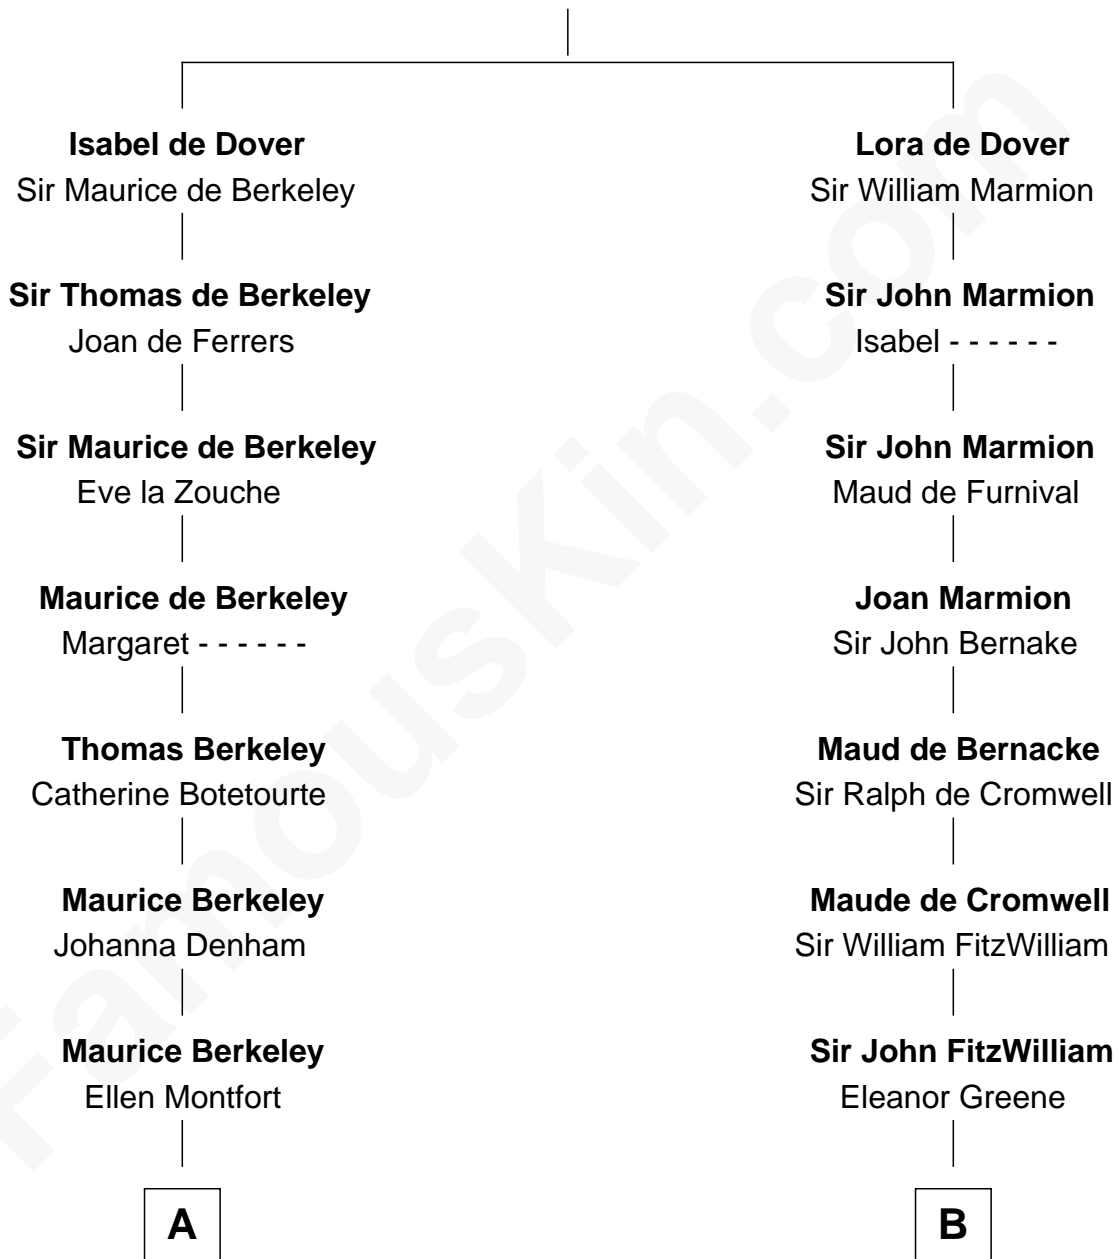 Isabel de Dover
Sir Maurice de Berkeley
Sir Thomas de Berkeley
Joan de Ferrers
Sir Maurice de Berkeley
Eve la Zouche
Maurice de Berkeley
Margaret - - - - - -
Thomas Berkeley
Catherine Botetourte
Maurice Berkeley
Johanna Denham
Maurice Berkeley
Ellen Montfort
A
Lora de Dover
Sir William Marmion
Sir John Marmion
Isabel - - - - - -
Sir John Marmion
Maud de Furnival
Joan Marmion
Sir John Bernake
Maud de Bernacke
Sir Ralph de Cromwell
Maude de Cromwell
Sir William FitzWilliam
Sir John FitzWilliam
Eleanor Greene
B
FamousKin.com